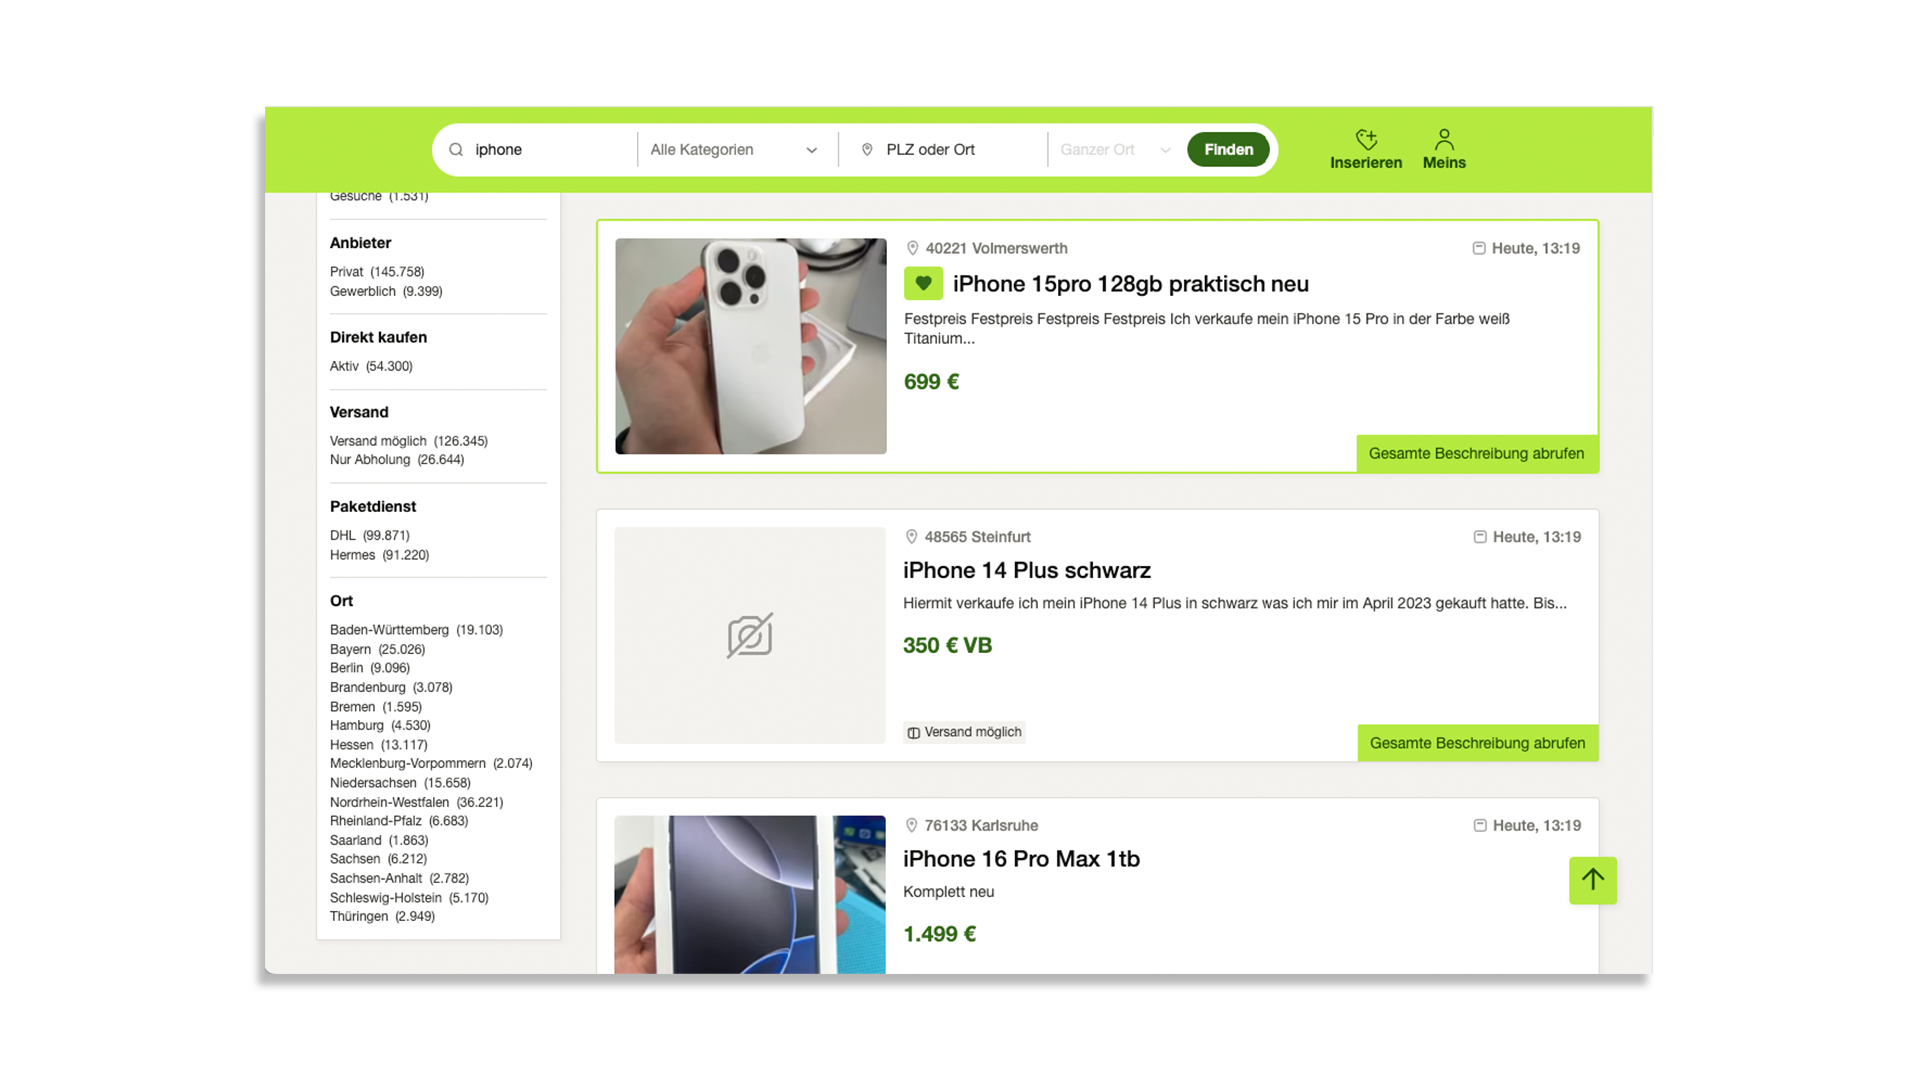 iphone
Alle Kategorien
PLZ oder Ort
Ganzer Ort
Finden
Inserieren
Meins
Gesuche (1.531)
Anbieter
Privat (145.758)
Gewerblich (9.399)
Direkt kaufen
Aktiv (54.300)
Versand
Versand möglich (126.345)
Nur Abholung (26.644)
Paketdienst
DHL (99.871)
Hermes (91.220)
Ort
Baden-Württemberg (19.103)
Bayern (25.026)
Berlin (9.096)
Brandenburg (3.078)
Bremen (1.595)
Hamburg (4.530)
Hessen (13.117)
Mecklenburg-Vorpommern (2.074)
Niedersachsen (15.658)
Nordrhein-Westfalen (36.221)
Rheinland-Pfalz (6.683)
Saarland (1.863)
Sachsen (6.212)
Sachsen-Anhalt (2.782)
Schleswig-Holstein (5.170)
Thüringen (2.949)
40221 Volmerswerth
Heute, 13:19
iPhone 15pro 128gb praktisch neu
Festpreis Festpreis Festpreis Festpreis Ich verkaufe mein iPhone 15 Pro in der Farbe weiß
Titanium...
699 €
Gesamte Beschreibung abrufen
48565 Steinfurt
Heute, 13:19
iPhone 14 Plus schwarz
Hiermit verkaufe ich mein iPhone 14 Plus in schwarz was ich mir im April 2023 gekauft hatte. Bis...
350 € VB
Versand möglich
Gesamte Beschreibung abrufen
76133 Karlsruhe
Heute, 13:19
iPhone 16 Pro Max 1tb
Komplett neu
1.499 €